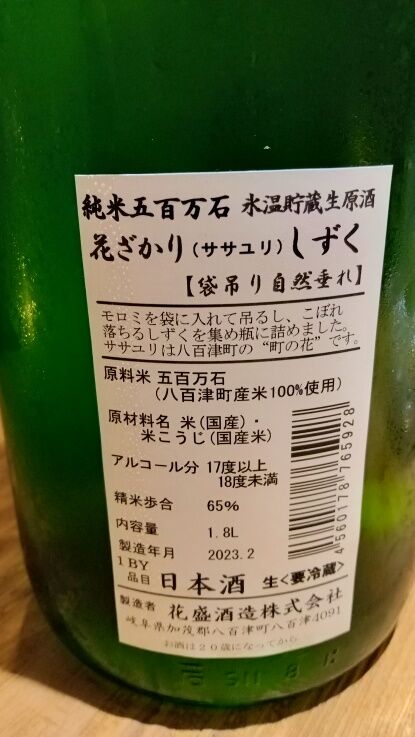 純米五百万石 氷温貯蔵生原酒
花ざかり(ササユリ)しずく
【袋吊り自然垂れ】
モロミを袋に入れて吊るし、こぼれ
落ちるしずくを集め瓶に詰めました。
ササユリは八百津町の“町の花”です。
原料米 五百万石
(八百津町産米100%使用)
原材料名 米(国産)・
米こうじ(国産米)
アルコール分 17度以上
18度未満
精米歩合 65%
内容量 1.8L
製造年月 2023.2
1BY
品目 日本酒 生<要冷蔵>
製造者 花盛酒造株式会社
岐阜県加茂郡八百津町八百津4091
お酒は20歳になってから
4560178765928